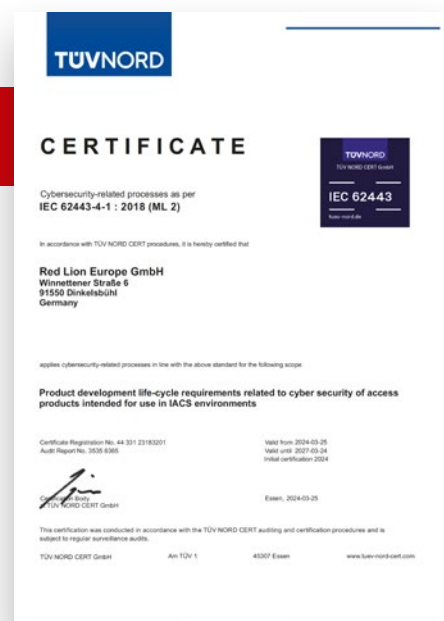 TÜVNORD
CERTIFICATE
TÜVNORD
TÜV NORD CERT GmbH
IEC 62443
tuev-nord.de
Cybersecurity-related processes as per
IEC 62443-4-1 : 2018 (ML 2)
In accordance with TÜV NORD CERT procedures, it is hereby certified that
Red Lion Europe GmbH
Winnettener Straße 6
91550 Dinkelsbühl
Germany
applies cybersecurity-related processes in line with the above standard for the following scope
Product development life-cycle requirements related to cyber security of access
products intended for use in IACS environments
Certificate Registration No. 44 331 23183201
Audit Report No. 3535 8365
Valid from 2024-03-25
Valid until 2027-03-24
Initial certification 2024
Certification Body
TÜV NORD CERT GmbH
Essen, 2024-03-25
This certification was conducted in accordance with the TÜV NORD CERT auditing and certification procedures and is
subject to regular surveillance audits.
TÜV NORD CERT GmbH Am TÜV 1 45307 Essen www.tuev-nord-cert.com